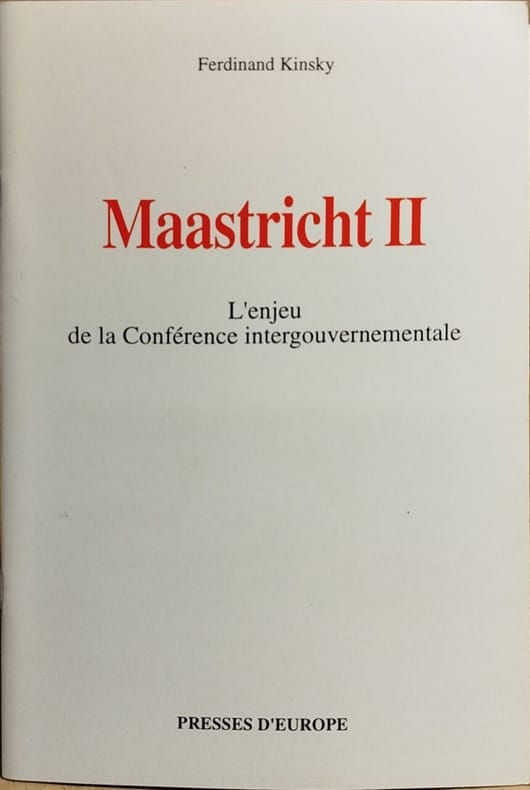 Ferdinand Kinsky
Maastricht II
L'enjeu
de la Conférence intergouvernementale
PRESSES D'EUROPE